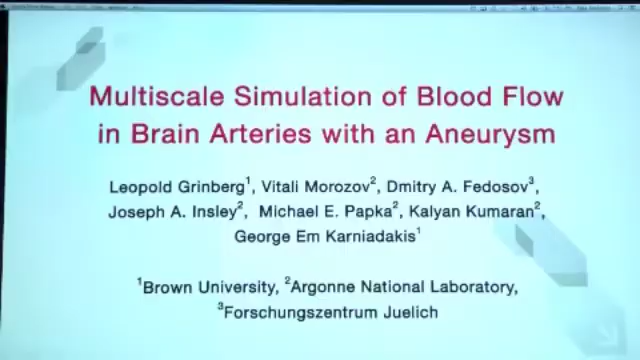 Multiscale Simulation of Blood Flow
in Brain Arteries with an Aneurysm
Leopold Grinberg¹, Vitali Morozov², Dmitry A. Fedosov³,
Joseph A. Insley², Michael E. Papka², Kalyan Kumaran²,
George Em Karniadakis¹
¹Brown University, ²Argonne National Laboratory,
³Forschungszentrum Juelich